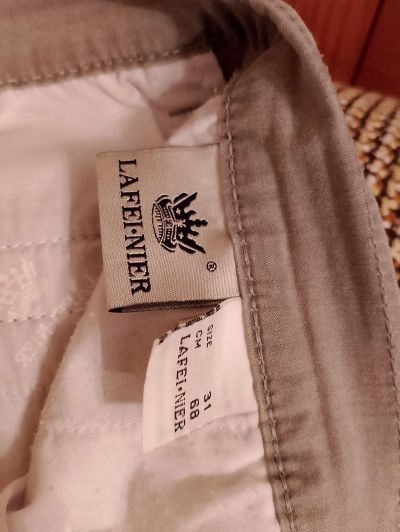 LAFEI·NIER
®
SIZE 31
CM 68
LAFEI·NIER